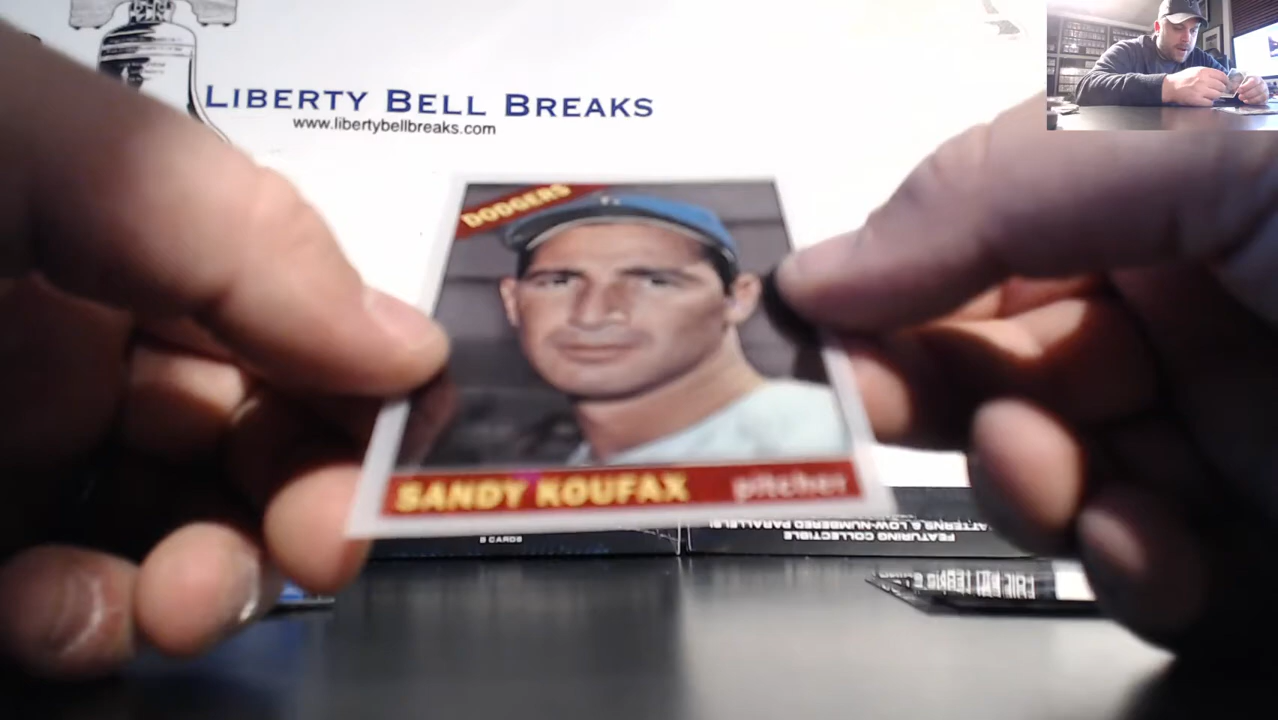 LIBERTY BELL BREAKS
www.libertybellbreaks.com
DODGERS
SANDY KOUFAX pitcher
8 CARDS
FEATURING COLLECTIBLE
PATTERNS & LOW-NUMBERED PARALLELS!